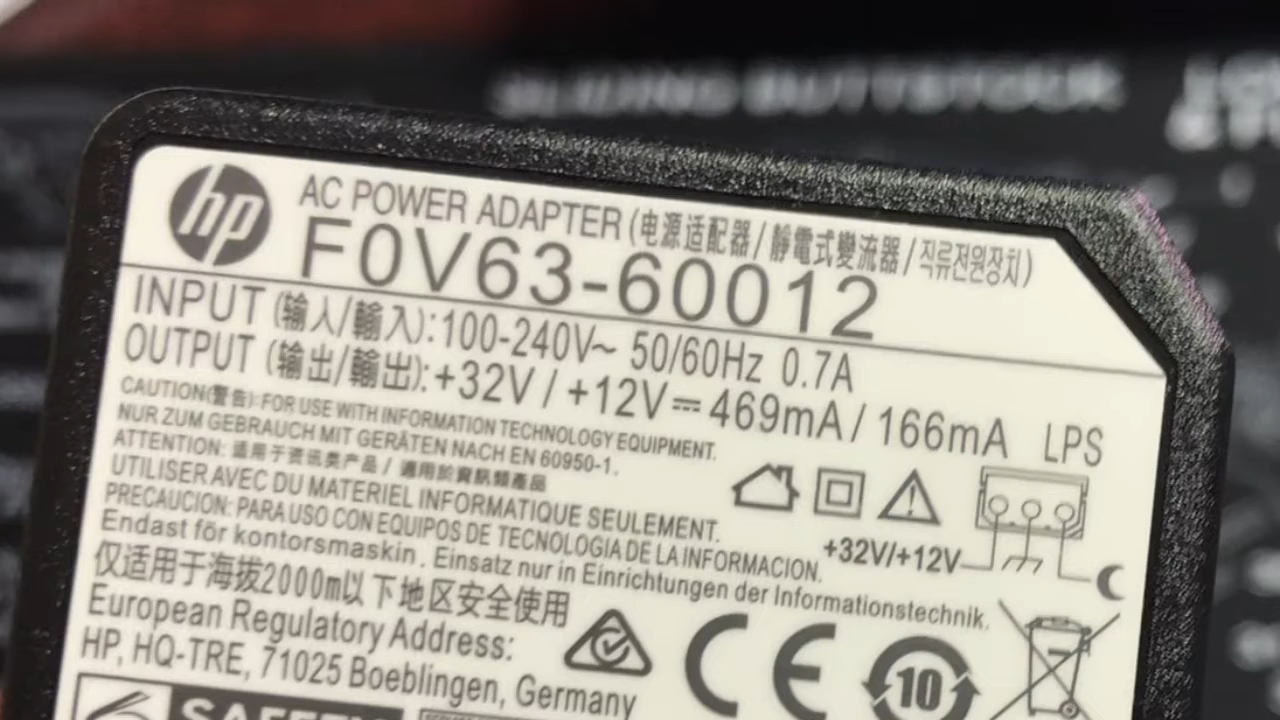 SLIDING BUTTSTOCK
hp
AC POWER ADAPTER (电源适配器/靜電式變流器/직류전원장치)
F0V63-60012
INPUT (输入/輸入):100-240V~ 50/60Hz 0.7A
OUTPUT (输出/輸出):+32V / +12V⎓469mA / 166mA LPS
CAUTION(警告):FOR USE WITH INFORMATION TECHNOLOGY EQUIPMENT.
NUR ZUM GEBRAUCH MIT GERÄTEN NACH EN 60950-1.
ATTENTION: 适用于资讯类产品 / 適用於資訊類產品
UTILISER AVEC DU MATERIEL INFORMATIQUE SEULEMENT.
PRECAUCION: PARA USO CON EQUIPOS DE TECNOLOGIA DE LA INFORMACION.
+32V/+12V
Endast för kontorsmaskin . Einsatz nur in Einrichtungen der Informationstechnik.
仅适用于海拔2000m以下地区安全使用
European Regulatory Address:
HP, HQ-TRE, 71025 Boeblingen, Germany
CE
10